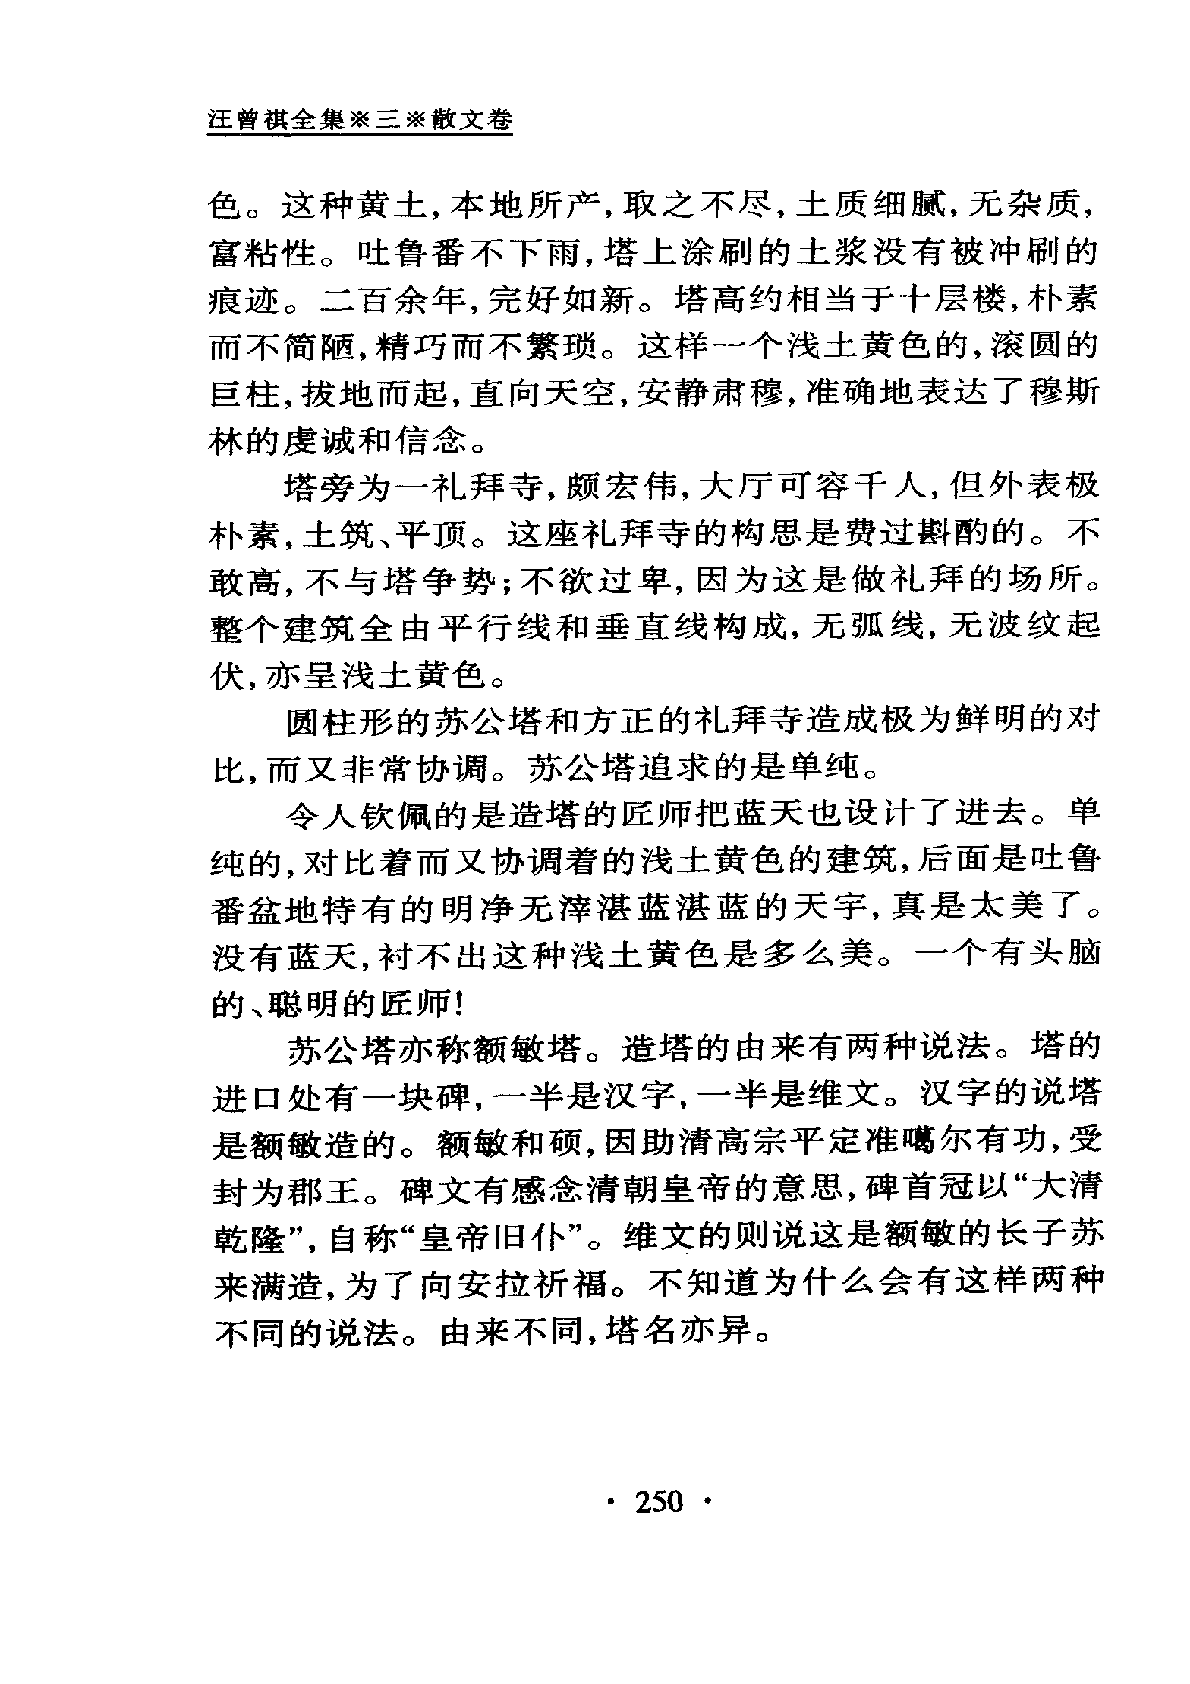 汪曾祺全集※三※散文卷
色。这种黄土,本地所产,取之不尽,土质细腻,无杂质,
富粘性。吐鲁番不下雨,塔上涂刷的土浆没有被冲刷的
痕迹。二百余年,完好如新。塔高约相当于十层楼,朴素
而不简陋,精巧而不繁琐。这样一个浅土黄色的,滚圆的
巨柱,拔地而起,直向天空,安静肃穆,准确地表达了穆斯
林的虔诚和信念。
塔旁为一礼拜寺,颇宏伟,大厅可容千人,但外表极
朴素,土筑、平顶。这座礼拜寺的构思是费过斟酌的。不
敢高,不与塔争势;不欲过卑,因为这是做礼拜的场所。
整个建筑全由平行线和垂直线构成,无弧线,无波纹起
伏,亦呈浅土黄色。
圆柱形的苏公塔和方正的礼拜寺造成极为鲜明的对
比,而又非常协调。苏公塔追求的是单纯。
令人钦佩的是造塔的匠师把蓝天也设计了进去。单
纯的,对比着而又协调着的浅土黄色的建筑,后面是吐鲁
番盆地特有的明净无滓湛蓝湛蓝的天宇,真是太美了。
没有蓝天,衬不出这种浅土黄色是多么美。一个有头脑
的、聪明的匠师!
苏公塔亦称额敏塔。造塔的由来有两种说法。塔的
进口处有一块碑,一半是汉字,一半是维文。汉字的说塔
是额敏造的。额敏和硕,因助清高宗平定准噶尔有功,受
封为郡王。碑文有感念清朝皇帝的意思,碑首冠以“大清
乾隆”,自称“皇帝旧仆”。维文的则说这是额敏的长子苏
来满造,为了向安拉祈福。不知道为什么会有这样两种
不同的说法。由来不同,塔名亦异。
· 250 ·